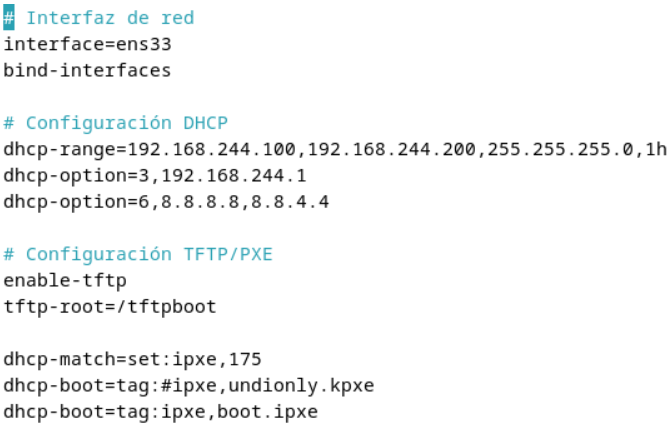 # Interfaz de red
interface=ens33
bind-interfaces
# Configuración DHCP
dhcp-range=192.168.244.100,192.168.244.200,255.255.255.0,1h
dhcp-option=3,192.168.244.1
dhcp-option=6,8.8.8.8,8.8.4.4
# Configuración TFTP/PXE
enable-tftp
tftp-root=/tftpboot
dhcp-match=set:ipxe,175
dhcp-boot=tag:#ipxe,undionly.kpxe
dhcp-boot=tag:ipxe,boot.ipxe